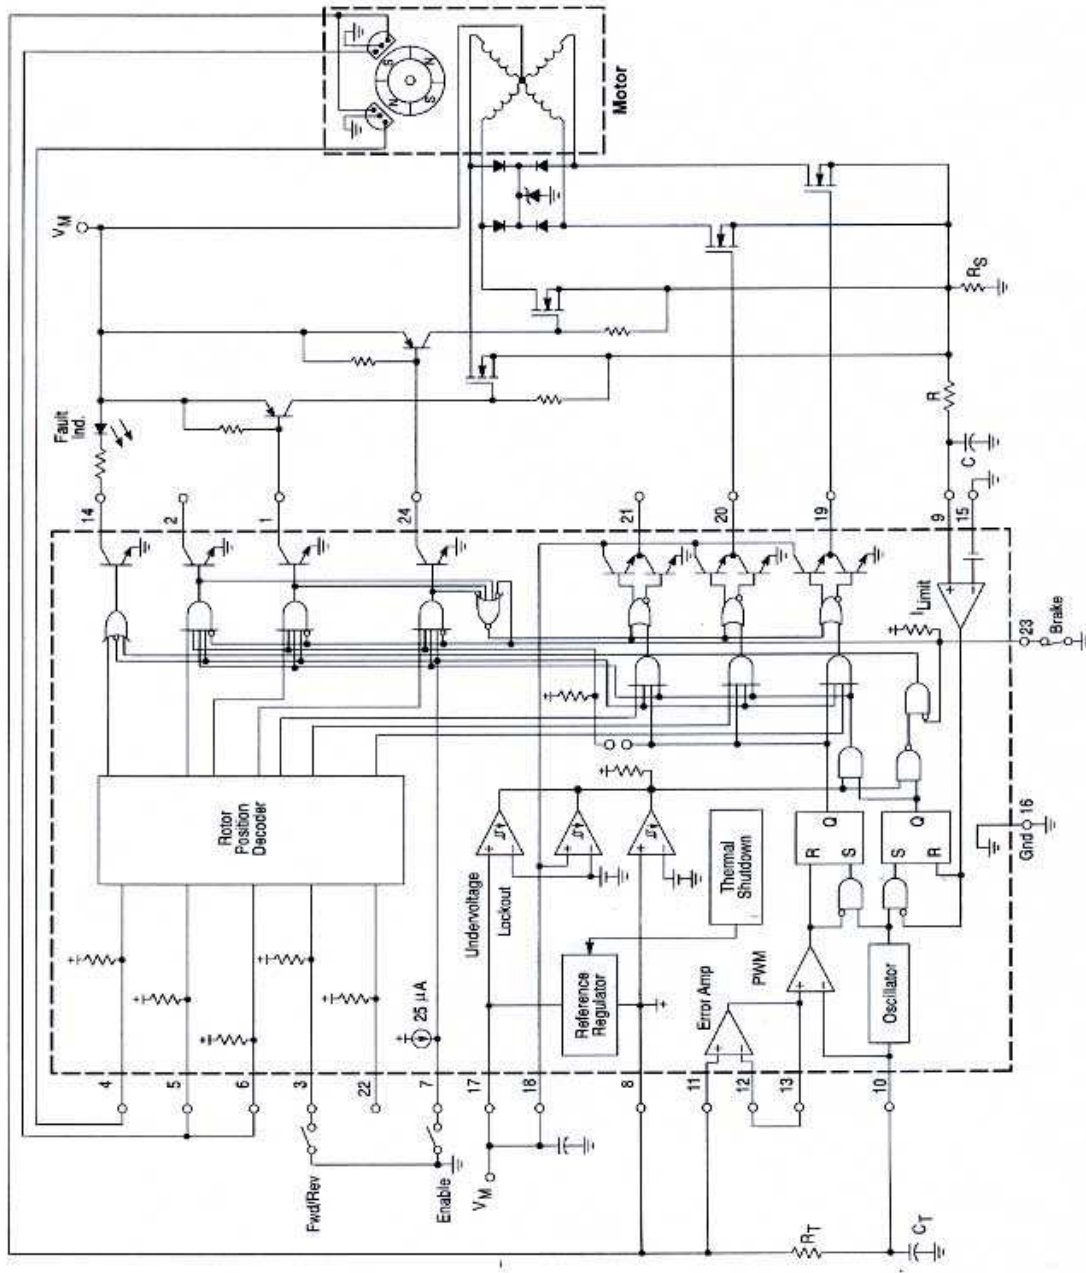 4
5
6
3
22
7
17
18
8
11
12
13
10
Fwd/Rev
Enable
VM
RT
CT
25 μA
Rotor
Position
Decoder
Undervoltage
Lockout
Reference
Regulator
Thermal
Shutdown
Error Amp
PWM
Oscillator
R
Q
S
S
Q
R
Gnd
16
ILimit
23
Brake
14
2
1
24
21
20
19
9
15
Fault
Ind.
VM
R
C
RS
Motor
N
S
N
S